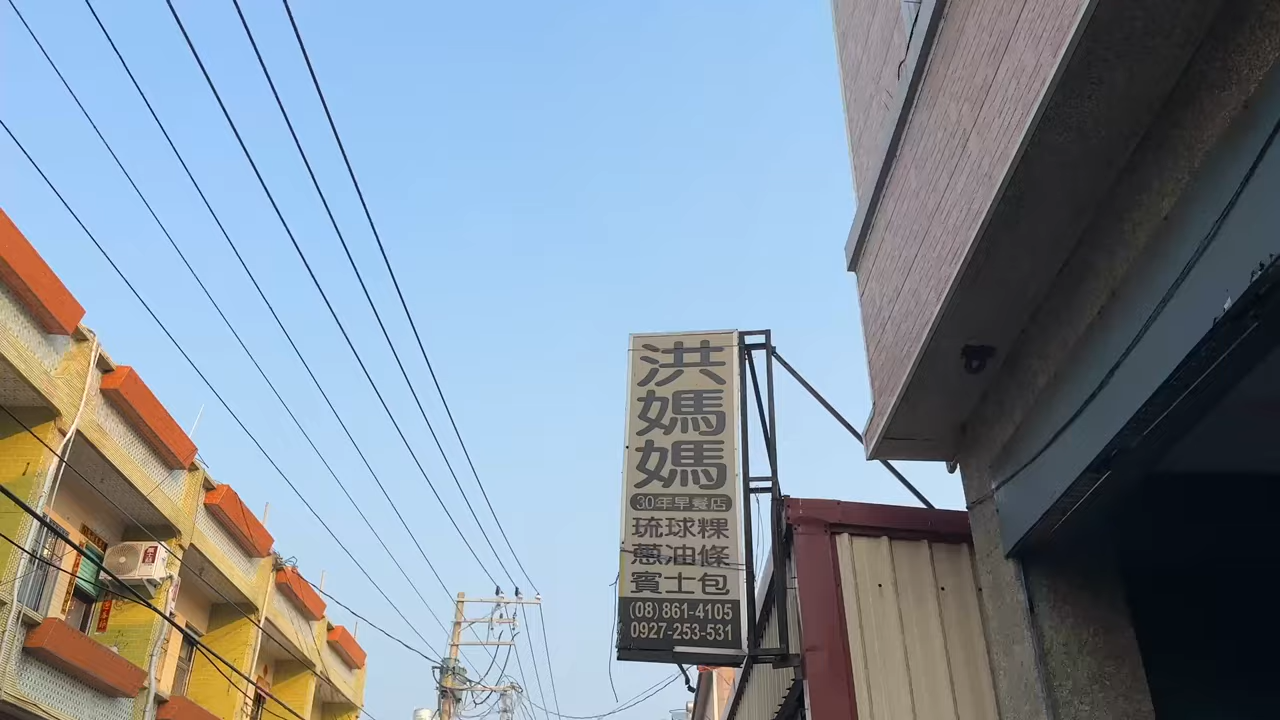 洪媽媽
30年早餐店
琉球粿
蔥油條
賓士包
(08) 861-4105
0927-253-531